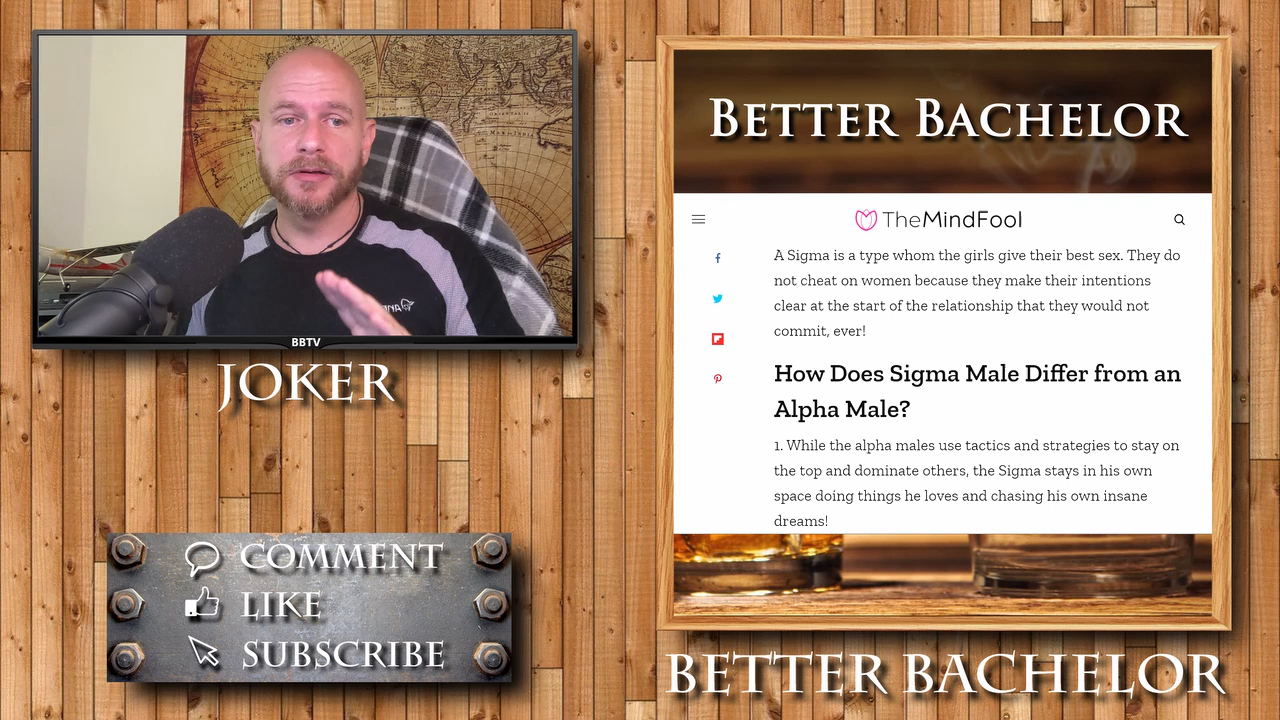 BBTV
JOKER
COMMENT
LIKE
SUBSCRIBE
BETTER BACHELOR
TheMindFool
A Sigma is a type whom the girls give their best sex. They do
not cheat on women because they make their intentions
clear at the start of the relationship that they would not
commit, ever!
How Does Sigma Male Differ from an
Alpha Male?
1. While the alpha males use tactics and strategies to stay on
the top and dominate others, the Sigma stays in his own
space doing things he loves and chasing his own insane
dreams!
BETTER BACHELOR